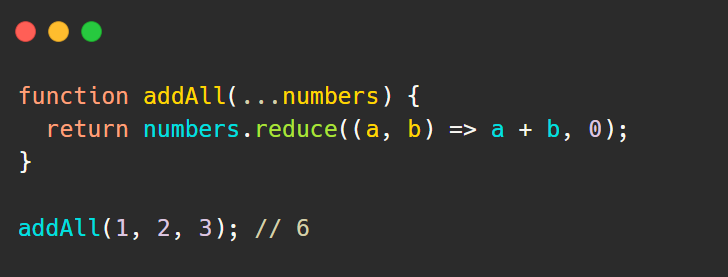 function addAll(...numbers) {
  return numbers.reduce((a, b) => a + b, 0);
}
addAll(1, 2, 3); // 6